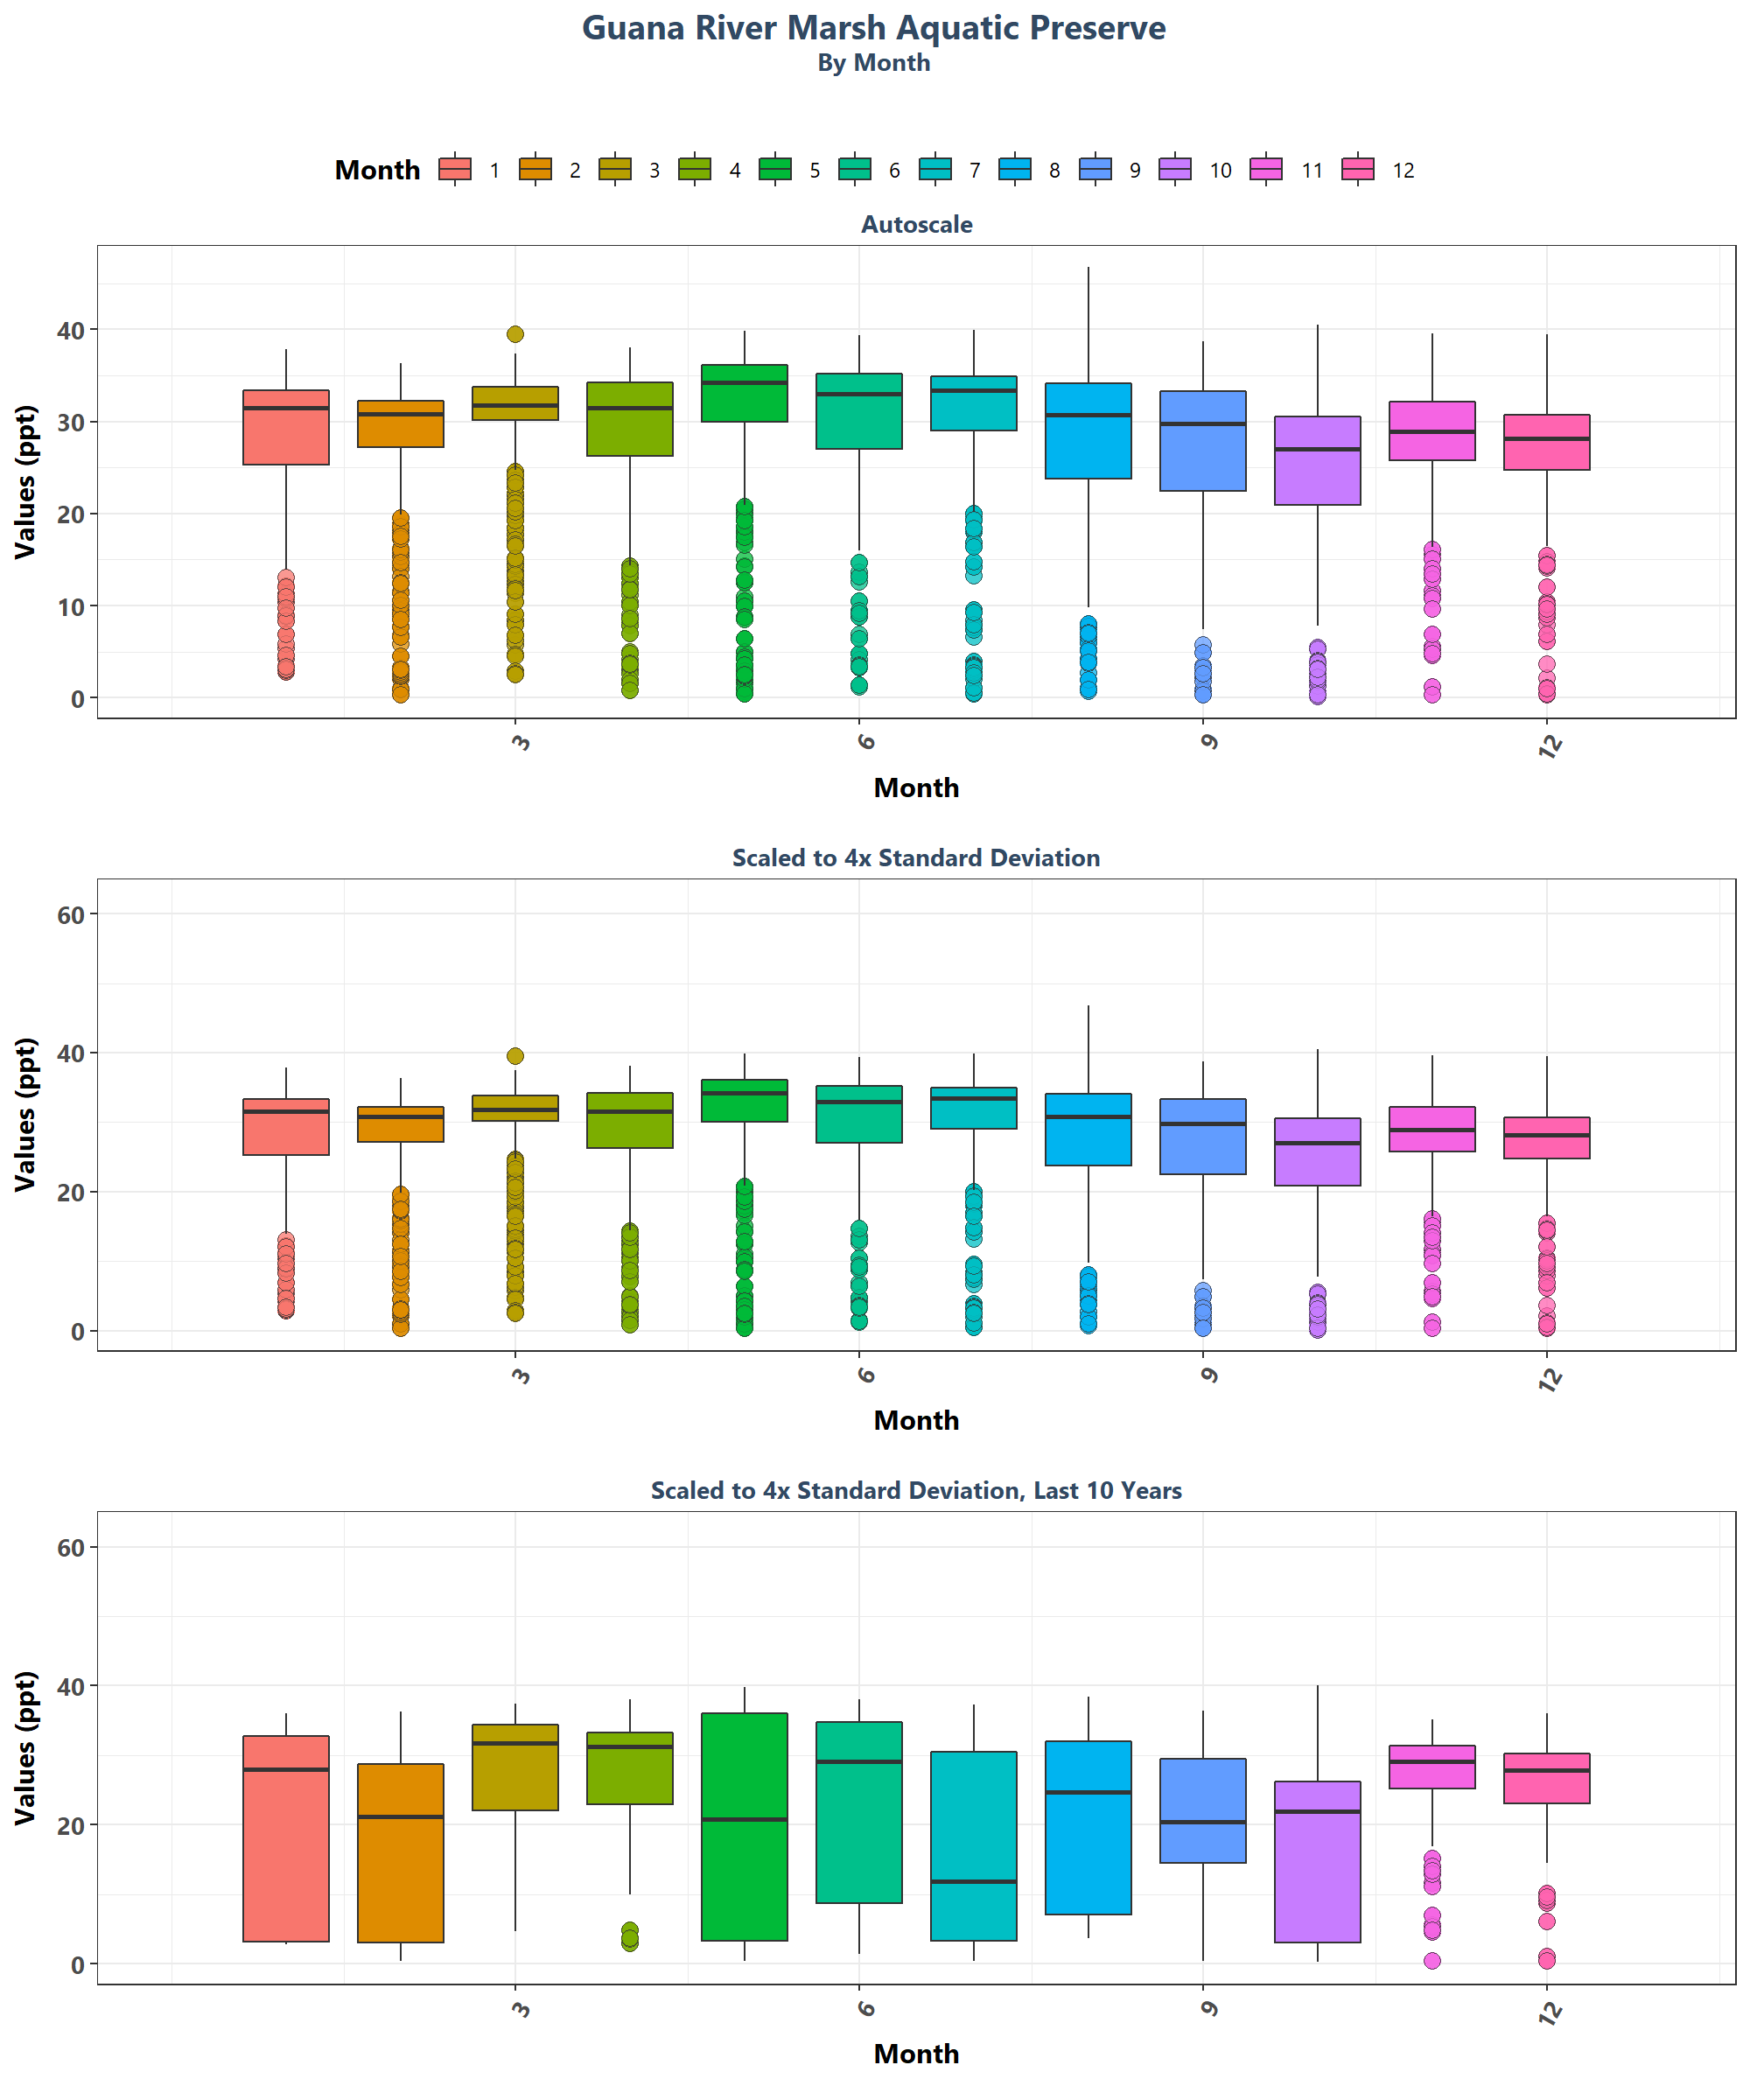 Guana River Marsh Aquatic Preserve
By Month
Month 1 2 3 4 5 6 7 8 9 10 11 12
Autoscale
Values (ppt)
40
30
20
10
0
3 6 9 12
Month
Scaled to 4x Standard Deviation
Values (ppt)
60
40
20
0
3 6 9 12
Month
Scaled to 4x Standard Deviation, Last 10 Years
Values (ppt)
60
40
20
0
3 6 9 12
Month